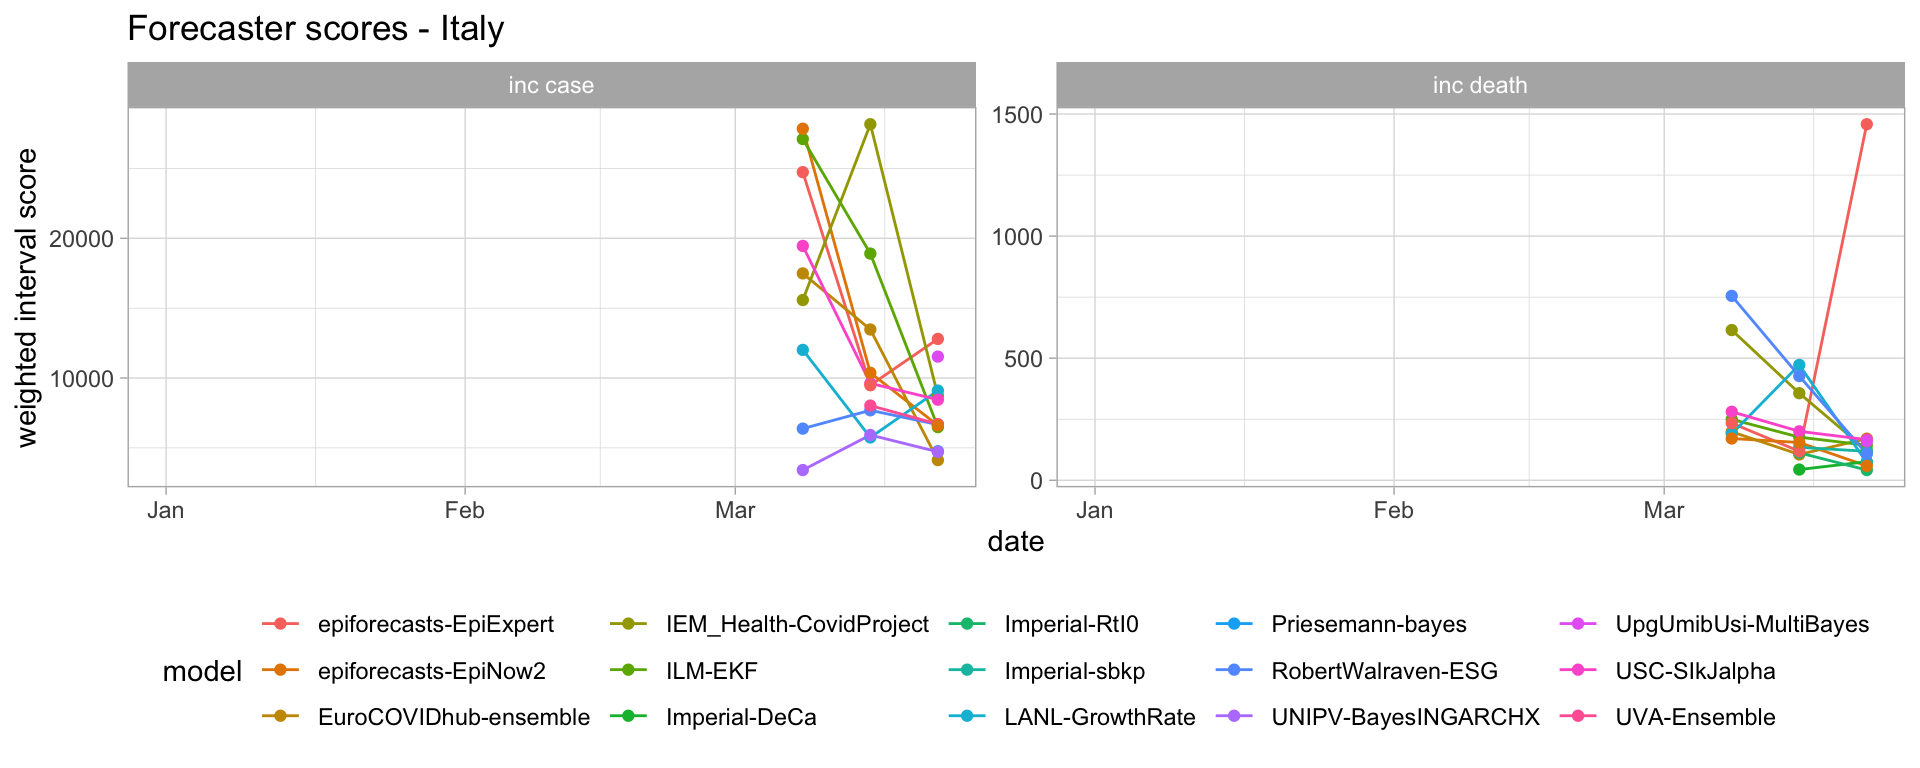 Forecaster scores - Italy
inc case
inc death
weighted interval score
20000
10000
1500
1000
500
0
Jan Feb Mar
Jan Feb Mar
date
model
epiforecasts-EpiExpert
epiforecasts-EpiNow2
EuroCOVIDhub-ensemble
IEM_Health-CovidProject
ILM-EKF
Imperial-DeCa
Imperial-RtI0
Imperial-sbkp
LANL-GrowthRate
Priesemann-bayes
RobertWalraven-ESG
UNIPV-BayesINGARCHX
UpgUmibUsi-MultiBayes
USC-SIkJalpha
UVA-Ensemble